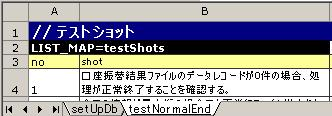 A B
1 // テストショット
2 LIST_MAP=testShots
3 no shot
4 1 口座振替結果ファイルのデータレコードが0件の場合、処理が正常終了することを確認する。
setUpDb testNormalEnd